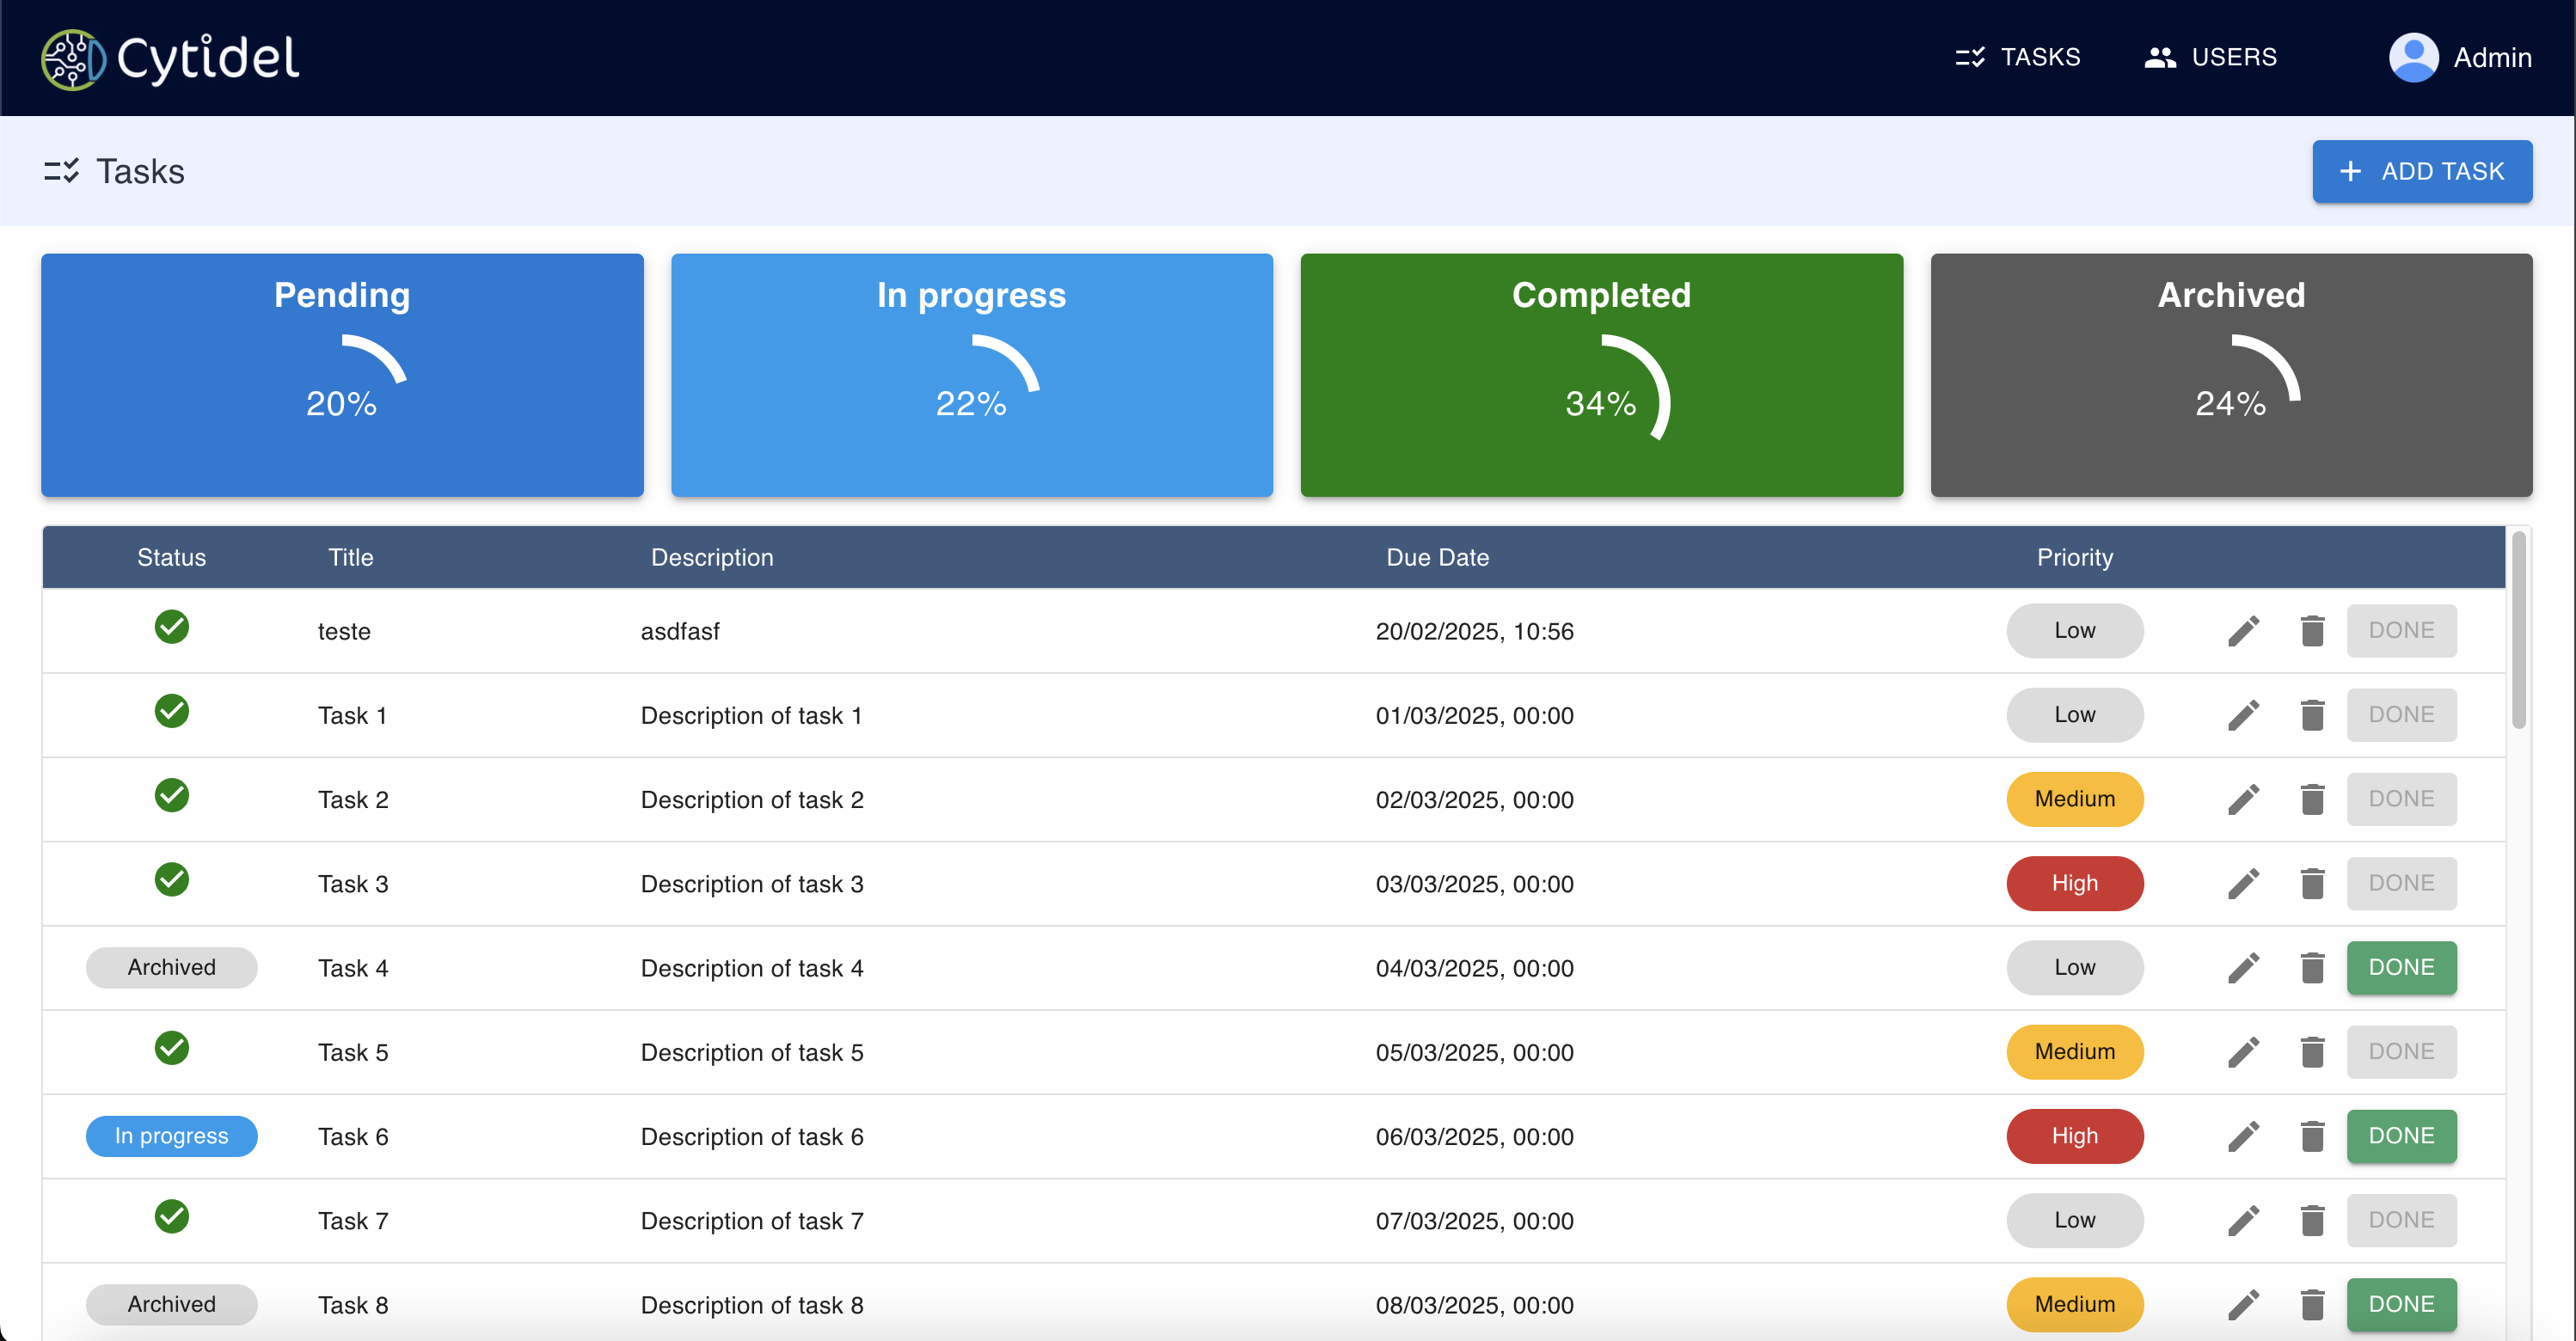 Cytidel TASKS USERS Admin
Tasks ADD TASK
Pending In progress Completed Archived
20% 22% 34% 24%
Status Title Description Due Date Priority
teste asdfasf 20/02/2025, 10:56 Low DONE
Task 1 Description of task 1 01/03/2025, 00:00 Low DONE
Task 2 Description of task 2 02/03/2025, 00:00 Medium DONE
Task 3 Description of task 3 03/03/2025, 00:00 High DONE
Archived Task 4 Description of task 4 04/03/2025, 00:00 Low DONE
Task 5 Description of task 5 05/03/2025, 00:00 Medium DONE
In progress Task 6 Description of task 6 06/03/2025, 00:00 High DONE
Task 7 Description of task 7 07/03/2025, 00:00 Low DONE
Archived Task 8 Description of task 8 08/03/2025, 00:00 Medium DONE